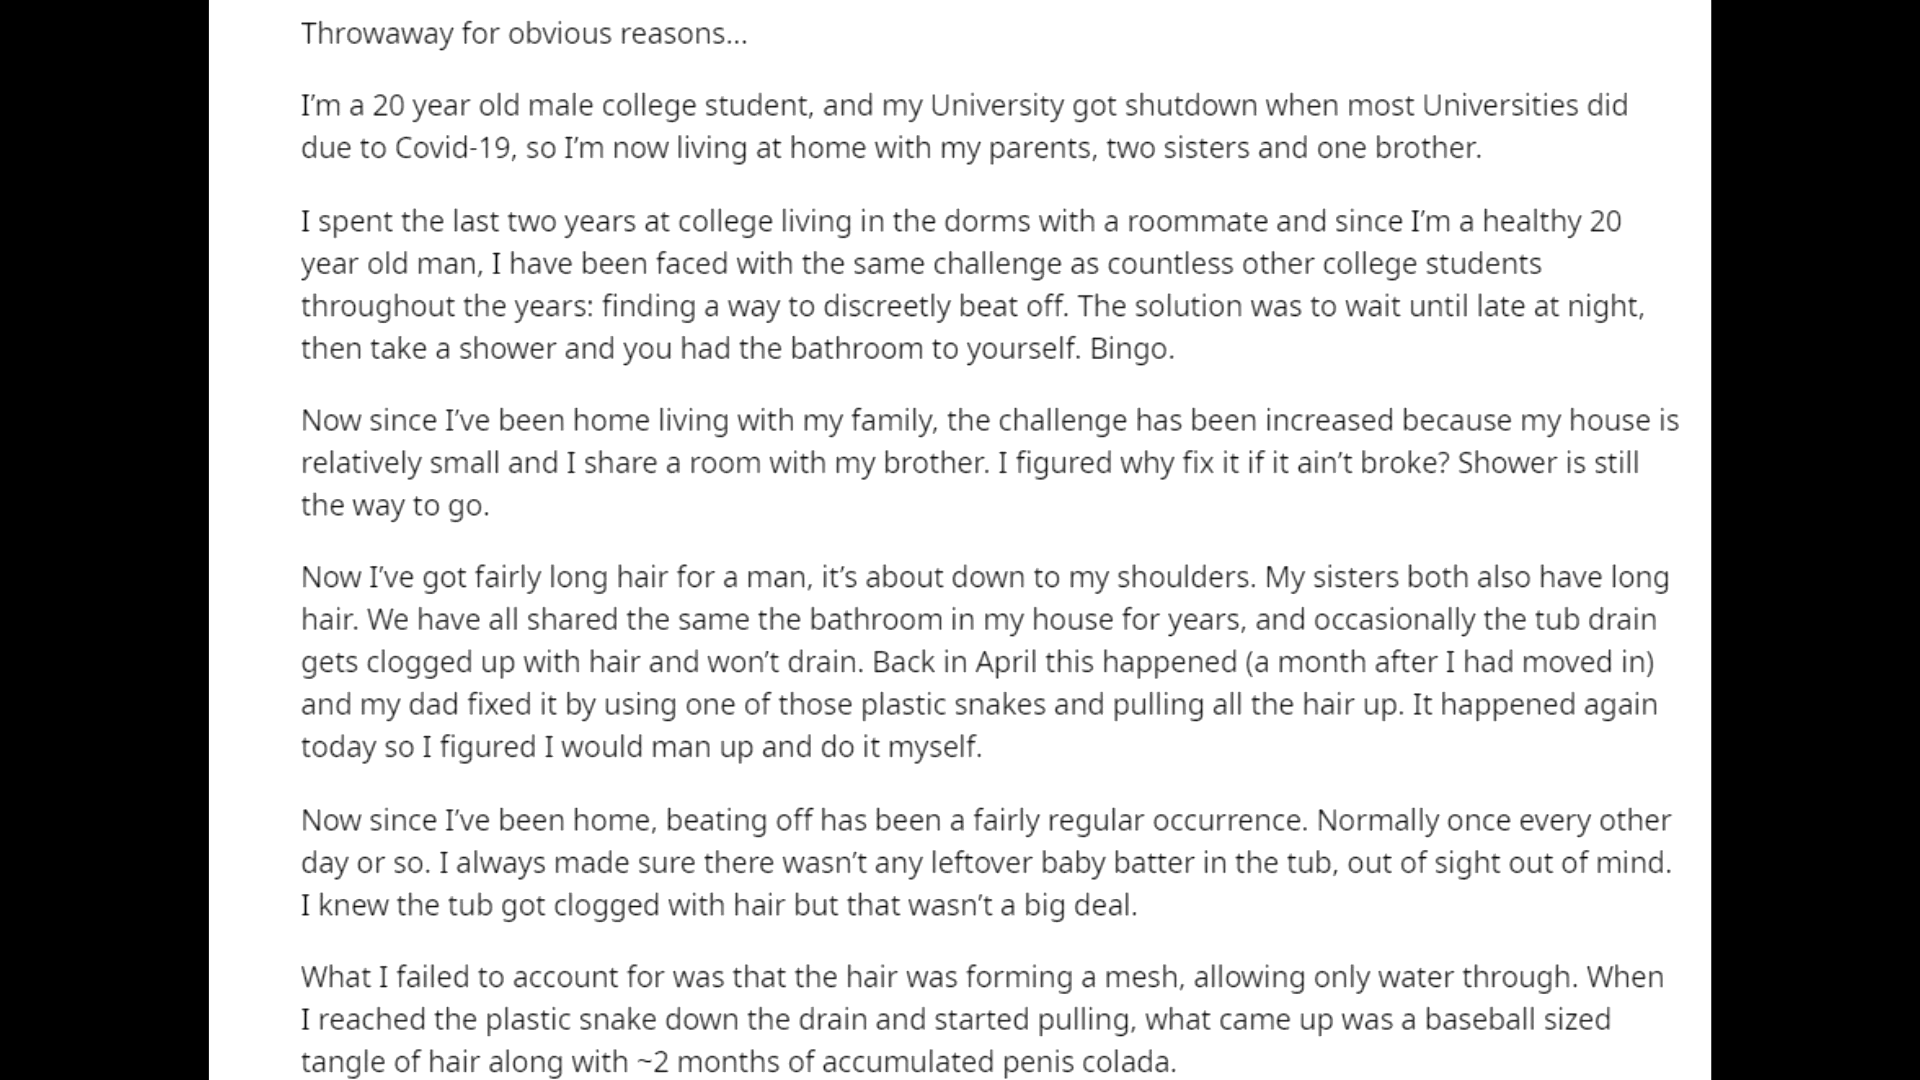 Throwaway for obvious reasons...
I’m a 20 year old male college student, and my University got shutdown when most Universities did
due to Covid-19, so I’m now living at home with my parents, two sisters and one brother.
I spent the last two years at college living in the dorms with a roommate and since I’m a healthy 20
year old man, I have been faced with the same challenge as countless other college students
throughout the years: finding a way to discreetly beat off. The solution was to wait until late at night,
then take a shower and you had the bathroom to yourself. Bingo.
Now since I’ve been home living with my family, the challenge has been increased because my house is
relatively small and I share a room with my brother. I figured why fix it if it ain’t broke? Shower is still
the way to go.
Now I’ve got fairly long hair for a man, it’s about down to my shoulders. My sisters both also have long
hair. We have all shared the same the bathroom in my house for years, and occasionally the tub drain
gets clogged up with hair and won’t drain. Back in April this happened (a month after I had moved in)
and my dad fixed it by using one of those plastic snakes and pulling all the hair up. It happened again
today so I figured I would man up and do it myself.
Now since I’ve been home, beating off has been a fairly regular occurrence. Normally once every other
day or so. I always made sure there wasn’t any leftover baby batter in the tub, out of sight out of mind.
I knew the tub got clogged with hair but that wasn’t a big deal.
What I failed to account for was that the hair was forming a mesh, allowing only water through. When
I reached the plastic snake down the drain and started pulling, what came up was a baseball sized
tangle of hair along with ~2 months of accumulated penis colada.